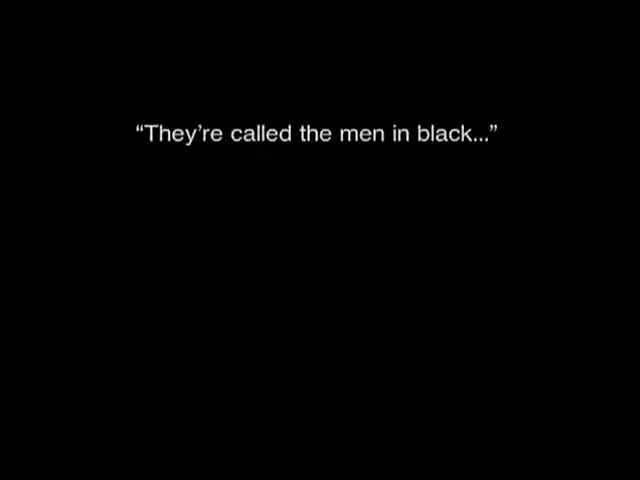 “They’re called the men in black...”